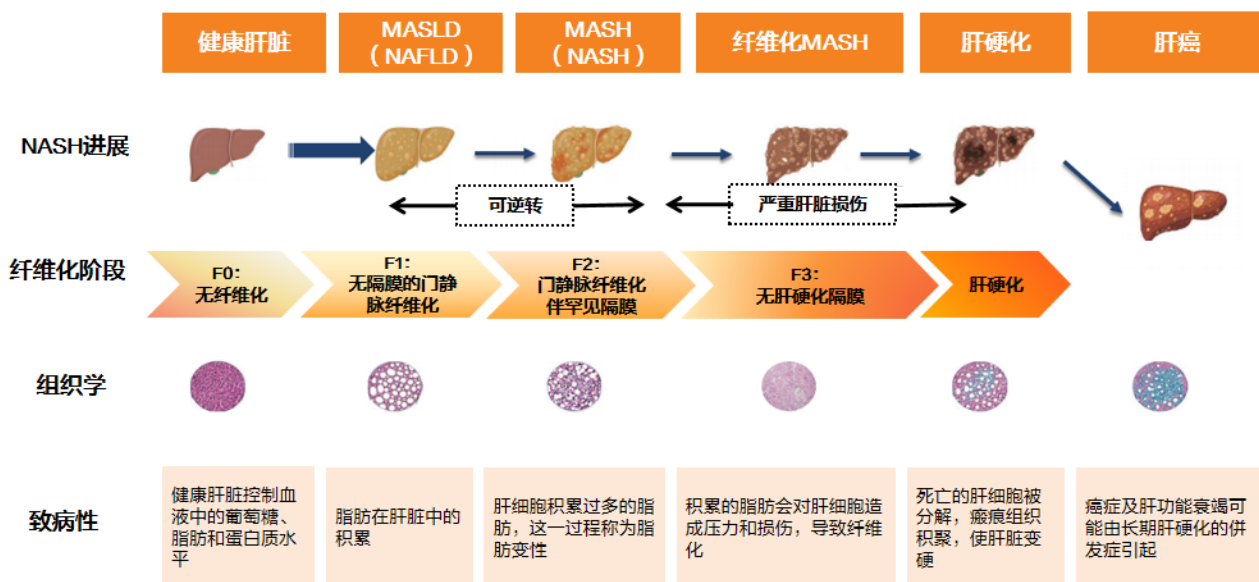 健康肝脏
MASLD
（NAFLD）
MASH
（NASH）
纤维化MASH
肝硬化
肝癌
NASH进展
可逆转
严重肝脏损伤
纤维化阶段
F0：
无纤维化
F1：
无隔膜的门静
脉纤维化
F2：
门静脉纤维化
伴罕见隔膜
F3：
无肝硬化隔膜
肝硬化
组织学
致病性
健康肝脏控制血
液中的葡萄糖、
脂肪和蛋白质水
平
脂肪在肝脏中的
积累
肝细胞积累过多的脂
肪，这一过程称为脂
肪变性
积累的脂肪会对肝细胞造
成压力和损伤，导致纤维
化
死亡的肝细胞被
分解，瘢痕组织
积聚，使肝脏变
硬
癌症及肝功能衰竭可
能由长期肝硬化的併
发症引起